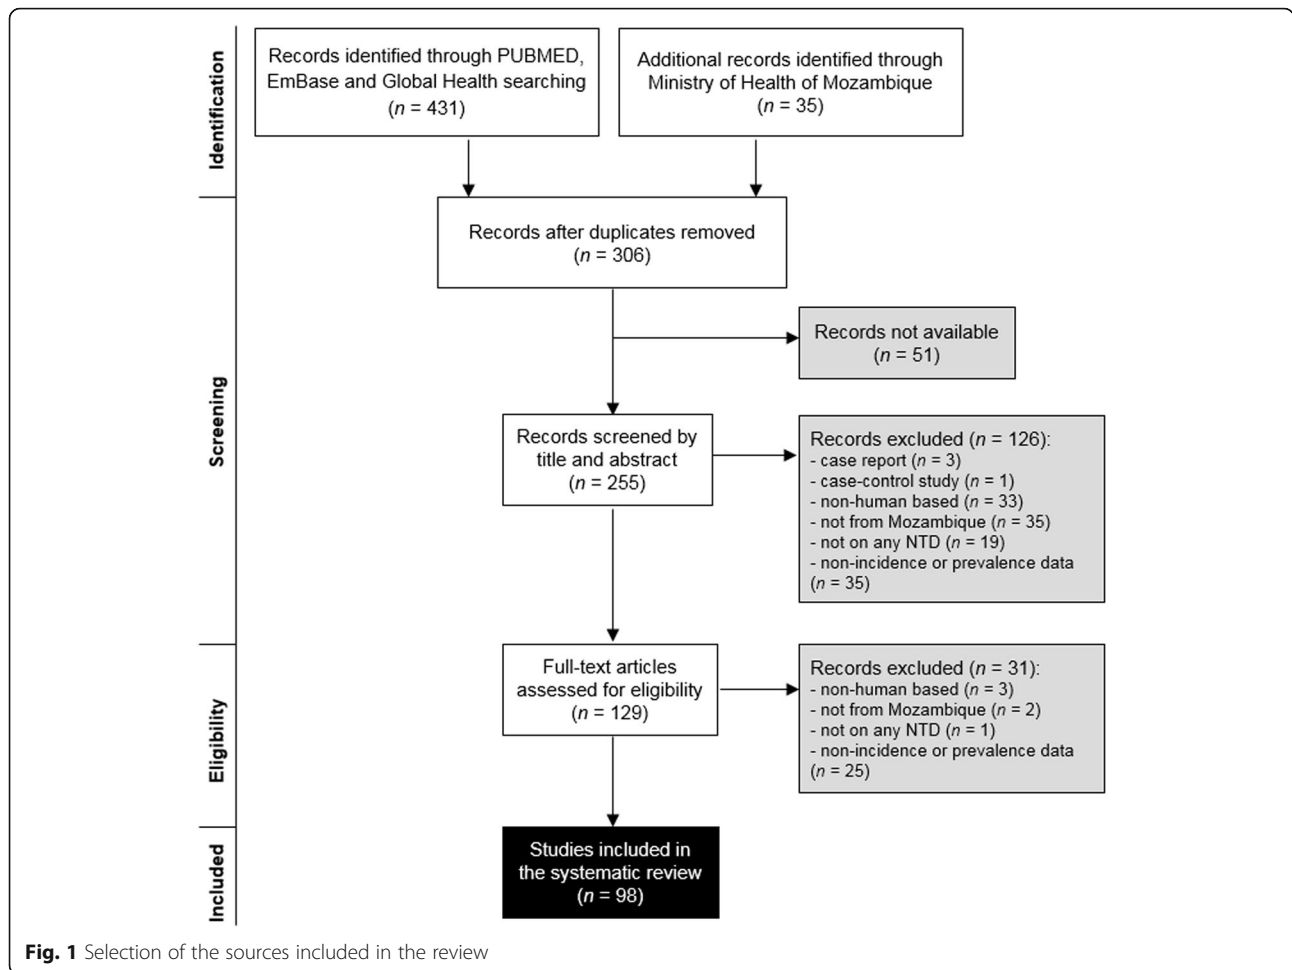 Identification
Records identified through PUBMED,
EmBase and Global Health searching
(n = 431)
Additional records identified through
Ministry of Health of Mozambique
(n = 35)
Screening
Records after duplicates removed
(n = 306)
Records not available
(n = 51)
Records screened by
title and abstract
(n = 255)
Records excluded (n = 126):
- case report (n = 3)
- case-control study (n = 1)
- non-human based (n = 33)
- not from Mozambique (n = 35)
- not on any NTD (n = 19)
- non-incidence or prevalence data
(n = 35)
Eligibility
Full-text articles
assessed for eligibility
(n = 129)
Records excluded (n = 31):
- non-human based (n = 3)
- not from Mozambique (n = 2)
- not on any NTD (n = 1)
- non-incidence or prevalence data
(n = 25)
Included
Studies included in
the systematic review
(n = 98)
Fig. 1 Selection of the sources included in the review